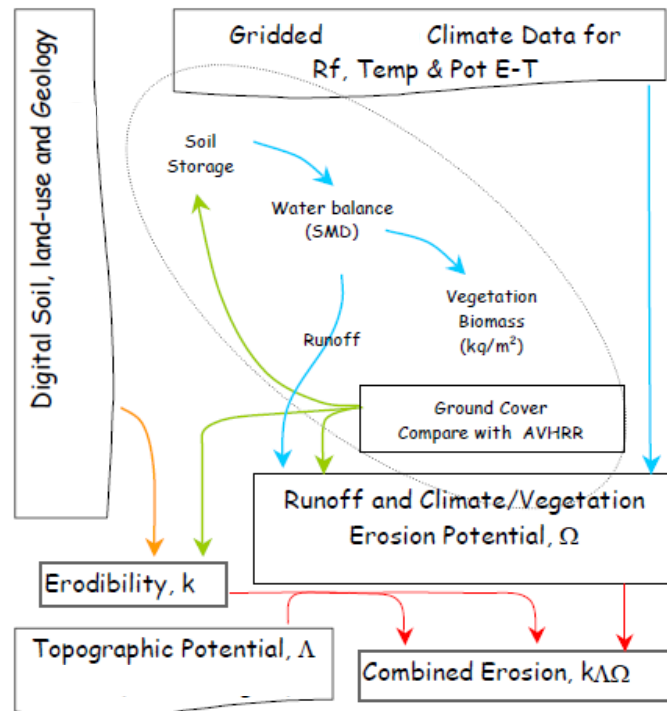 Gridded Climate Data for
Rf, Temp & Pot E-T
Digital Soil, land-use and Geology
Soil
Storage
Water balance
(SMD)
Vegetation
Biomass
(kq/m²)
Runoff
Ground Cover
Compare with AVHRR
Runoff and Climate/Vegetation
Erosion Potential, Ω
Erodibility, k
Topographic Potential, Λ
Combined Erosion, kΛΩ